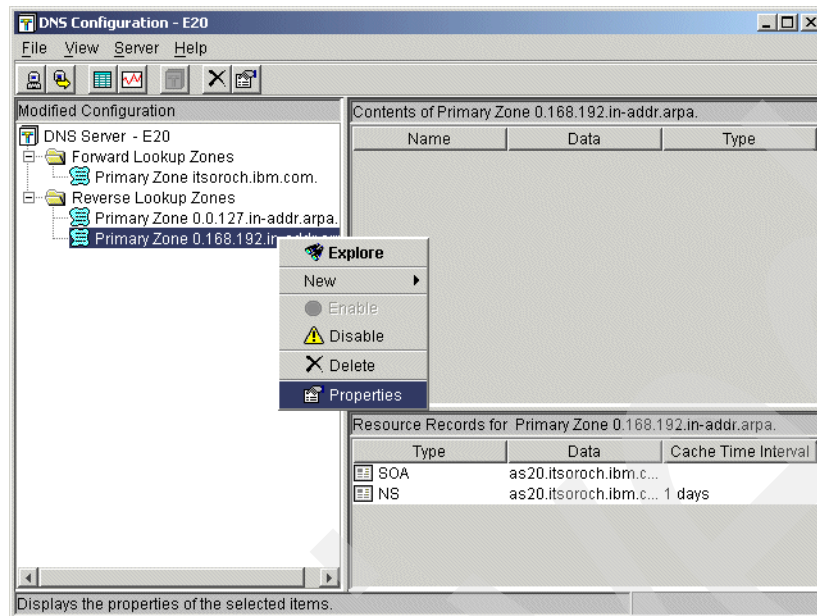 DNS Configuration - E20
File View Server Help
Modified Configuration
DNS Server - E20
Forward Lookup Zones
Primary Zone itsoroch.ibm.com.
Reverse Lookup Zones
Primary Zone 0.0.127.in-addr.arpa.
Primary Zone 0.168.192.in-addr.ar
Explore
New
Enable
Disable
Delete
Properties
Contents of Primary Zone 0.168.192.in-addr.arpa.
Name Data Type
Resource Records for Primary Zone 0.168.192.in-addr.arpa.
Type Data Cache Time Interval
SOA as20.itsoroch.ibm.c...
NS as20.itsoroch.ibm.c... 1 days
Displays the properties of the selected items.